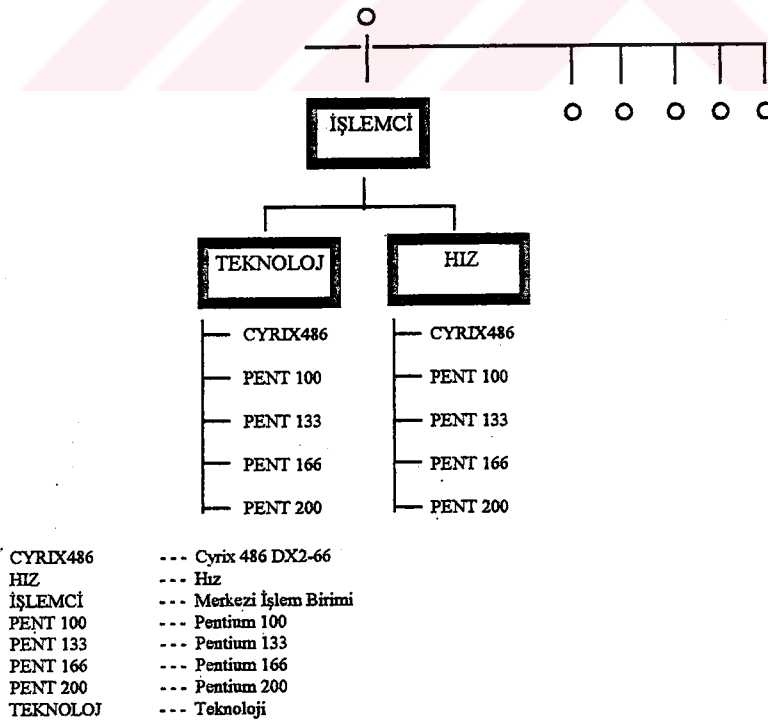 İŞLEMCİ
TEKNOLOJ HIZ
CYRIX486 CYRIX486
PENT 100 PENT 100
PENT 133 PENT 133
PENT 166 PENT 166
PENT 200 PENT 200
CYRIX486 --- Cyrix 486 DX2-66
HIZ --- Hız
İŞLEMCİ --- Merkezi İşlem Birimi
PENT 100 --- Pentium 100
PENT 133 --- Pentium 133
PENT 166 --- Pentium 166
PENT 200 --- Pentium 200
TEKNOLOJ --- Teknoloji